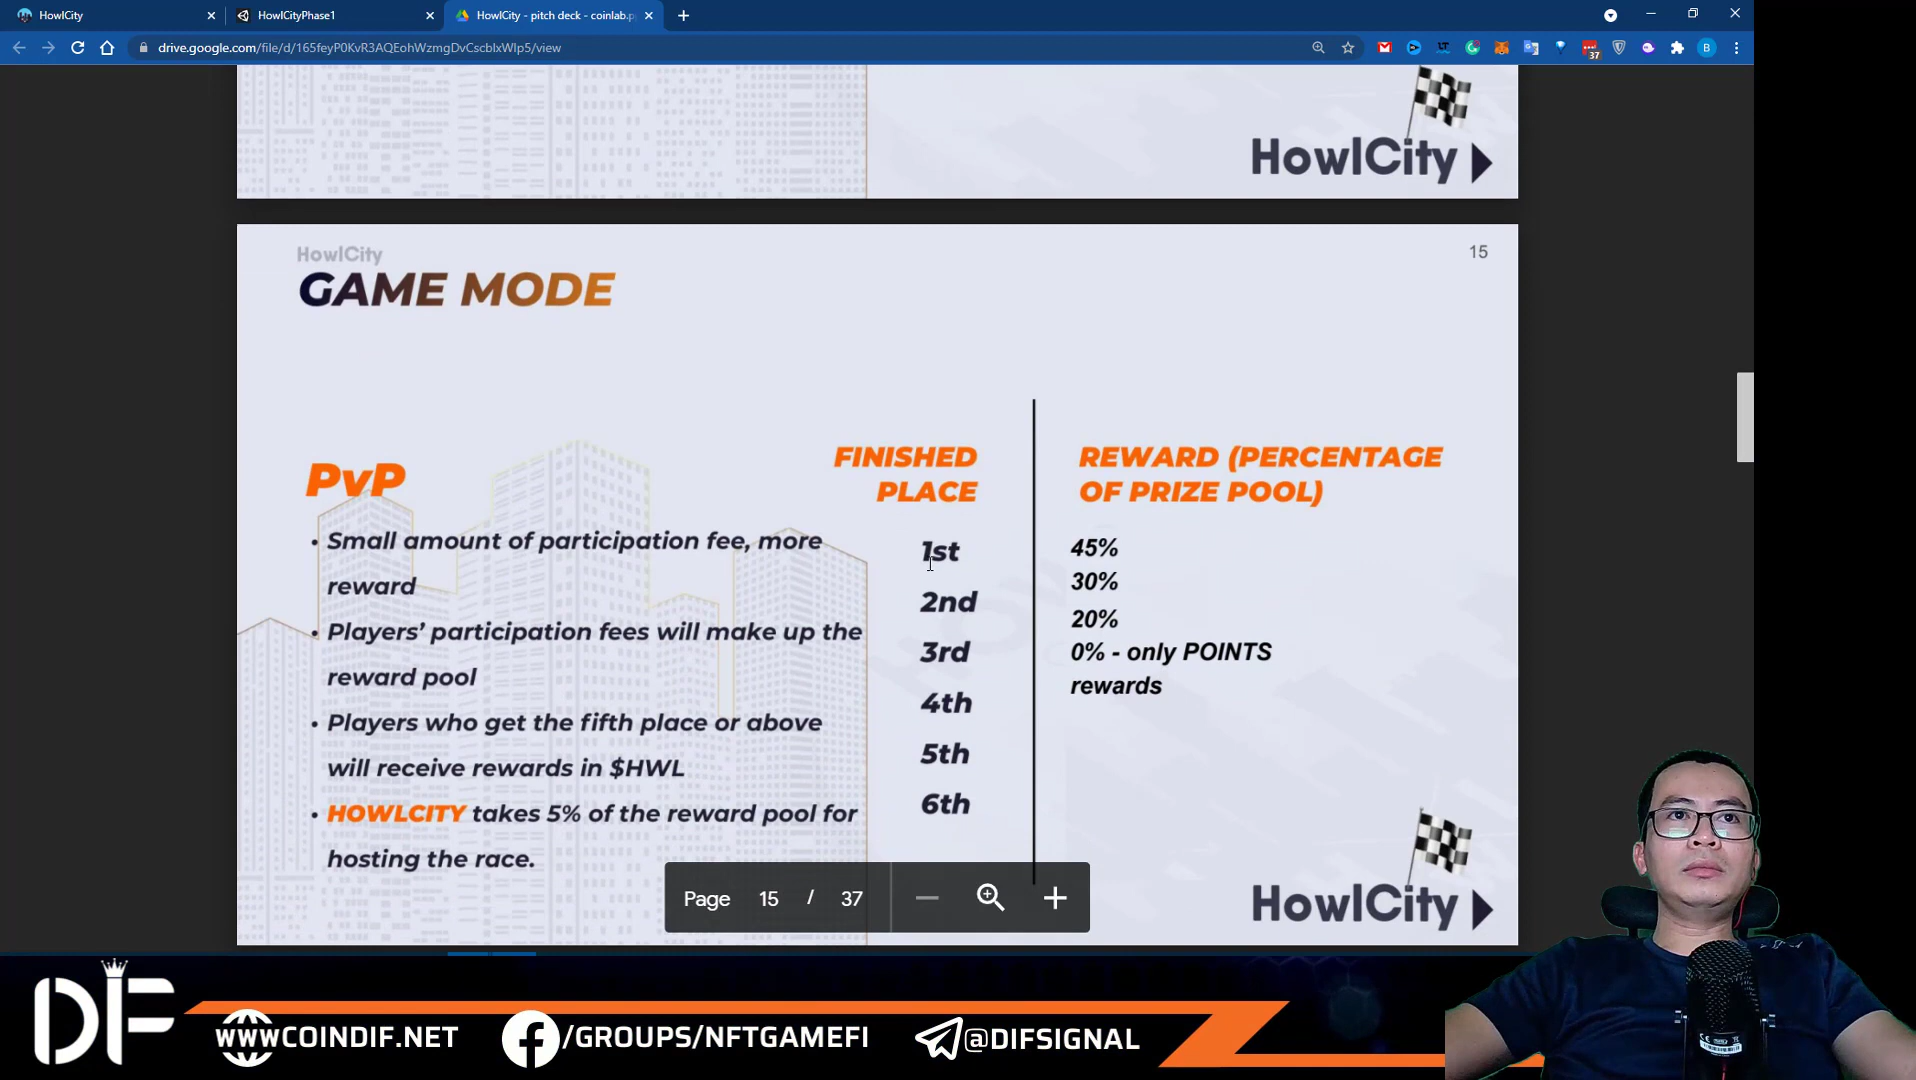 HowlCity
HowlCityPhase1
HowlCity - pitch deck - coinlab.p
drive.google.com/file/d/165feyP0KvR3AQEohWzmgDvCscblxWlp5/view
37
B
HowlCity
HowlCity
15
GAME MODE
PvP
• Small amount of participation fee, more
reward
• Players’ participation fees will make up the
reward pool
• Players who get the fifth place or above
will receive rewards in $HWL
• HOWLCITY takes 5% of the reward pool for
hosting the race.
FINISHED
PLACE
1st
2nd
3rd
4th
5th
6th
REWARD (PERCENTAGE
OF PRIZE POOL)
45%
30%
20%
0% - only POINTS
rewards
HowlCity
Page 15 / 37
DIF
WWW.COINDIF.NET
/GROUPS/NFTGAMEFI
@DIFSIGNAL